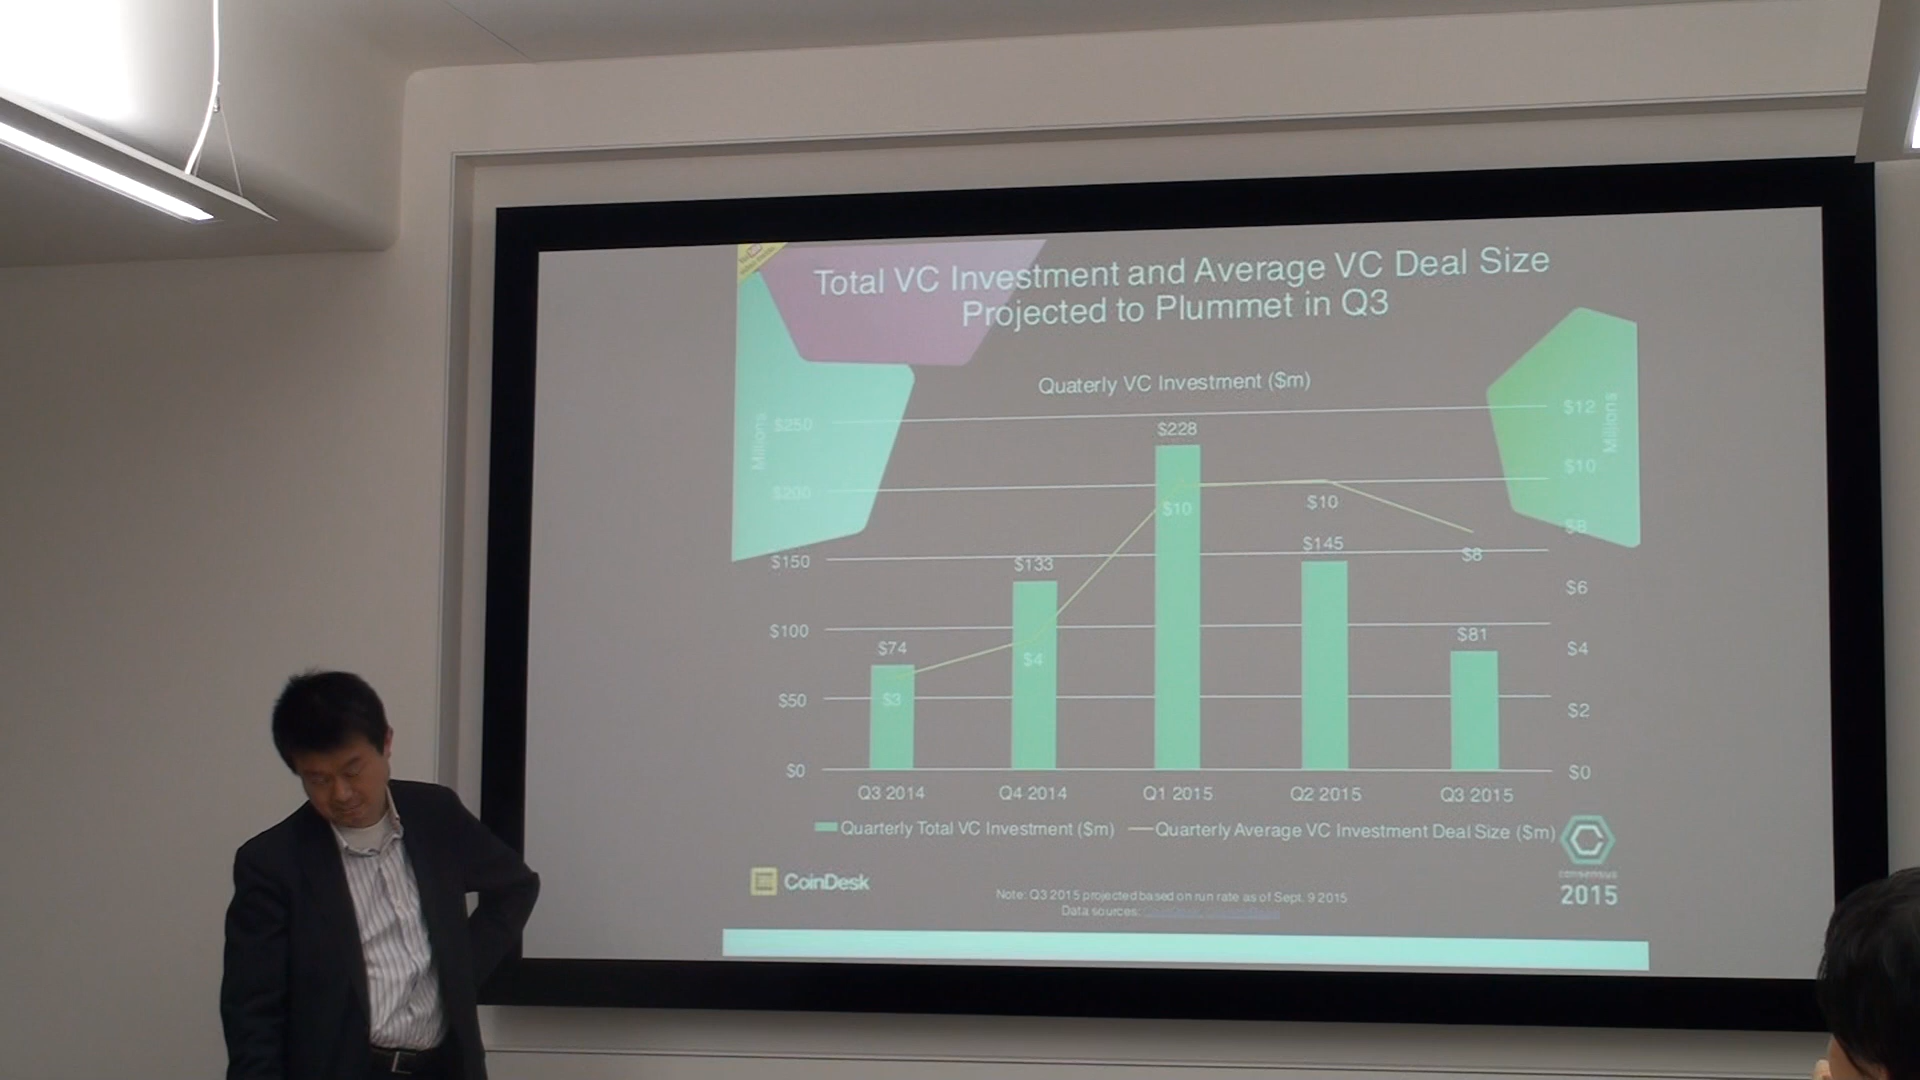 Total VC Investment and Average VC Deal Size
Projected to Plummet in Q3
Quaterly VC Investment ($m)
Millions
$250
$200
$150
$100
$50
$0
$12
$10
$8
$6
$4
$2
$0
Millions
$74
$133
$228
$145
$81
$3
$4
$10
$10
$8
Q3 2014
Q4 2014
Q1 2015
Q2 2015
Q3 2015
Quarterly Total VC Investment ($m)
Quarterly Average VC Investment Deal Size ($m)
CoinDesk
Note: Q3 2015 projected based on run rate as of Sept. 9 2015
Data sources:
consensus
2015